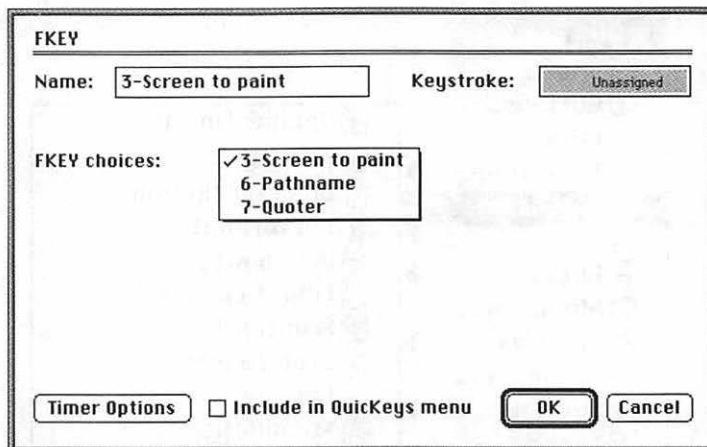 FKEY
Name: 3-Screen to paint Keystroke: Unassigned
FKEY choices: ✓3-Screen to paint
6-Pathname
7-Quoter
Timer Options Include in QuicKeys menu OK Cancel